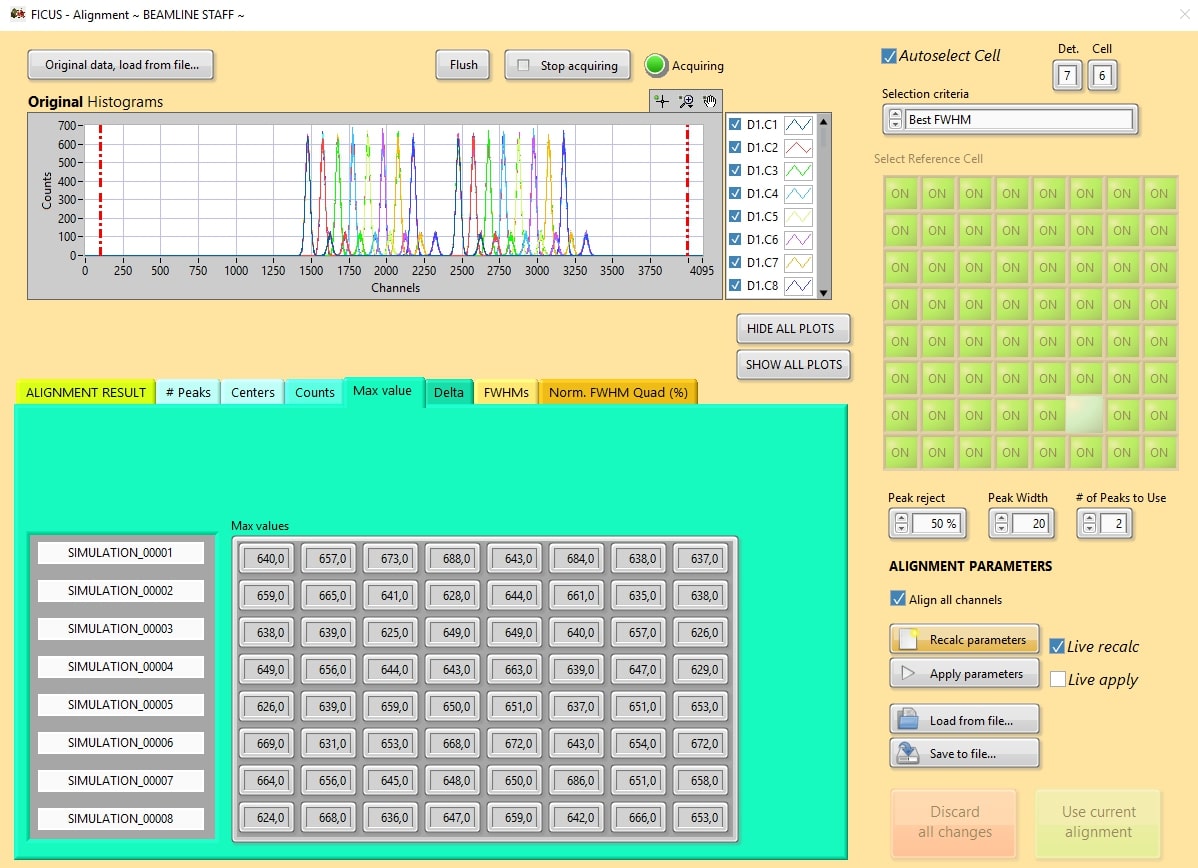 FICUS - Alignment ~ BEAMLINE STAFF ~
Original data, load from file...
Flush
Stop acquiring
Acquiring
Autoselect Cell
Det. Cell
7 6
Selection criteria
Best FWHM
Original Histograms
Counts
700
600
500
400
300
200
100
0
0 250 500 750 1000 1250 1500 1750 2000 2250 2500 2750 3000 3250 3500 3750 4095
Channels
D1.C1
D1.C2
D1.C3
D1.C4
D1.C5
D1.C6
D1.C7
D1.C8
HIDE ALL PLOTS
SHOW ALL PLOTS
Select Reference Cell
ON ON ON ON ON ON ON ON
ON ON ON ON ON ON ON ON
ON ON ON ON ON ON ON ON
ON ON ON ON ON ON ON ON
ON ON ON ON ON ON ON ON
ON ON ON ON ON ON ON ON
ON ON ON ON ON ON ON
ON ON ON ON ON ON ON ON
ALIGNMENT RESULT # Peaks Centers Counts Max value Delta FWHMs Norm. FWHM Quad (%)
Max values
SIMULATION_00001
SIMULATION_00002
SIMULATION_00003
SIMULATION_00004
SIMULATION_00005
SIMULATION_00006
SIMULATION_00007
SIMULATION_00008
640,0 657,0 673,0 688,0 643,0 684,0 638,0 637,0
659,0 665,0 641,0 628,0 644,0 661,0 635,0 638,0
638,0 639,0 625,0 649,0 649,0 640,0 657,0 626,0
649,0 656,0 644,0 643,0 663,0 639,0 647,0 629,0
626,0 639,0 659,0 650,0 651,0 637,0 651,0 653,0
669,0 631,0 653,0 668,0 672,0 643,0 654,0 672,0
664,0 656,0 645,0 648,0 650,0 686,0 651,0 658,0
624,0 668,0 636,0 647,0 659,0 642,0 666,0 653,0
Peak reject Peak Width # of Peaks to Use
50 % 20 2
ALIGNMENT PARAMETERS
Align all channels
Recalc parameters
Live recalc
Apply parameters
Live apply
Load from file...
Save to file...
Discard
all changes
Use current
alignment